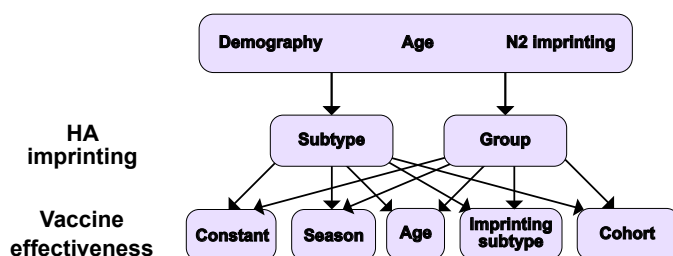 Demography Age N2 imprinting
HA
imprinting
Subtype Group
Vaccine
effectiveness
Constant Season Age Imprinting
subtype Cohort